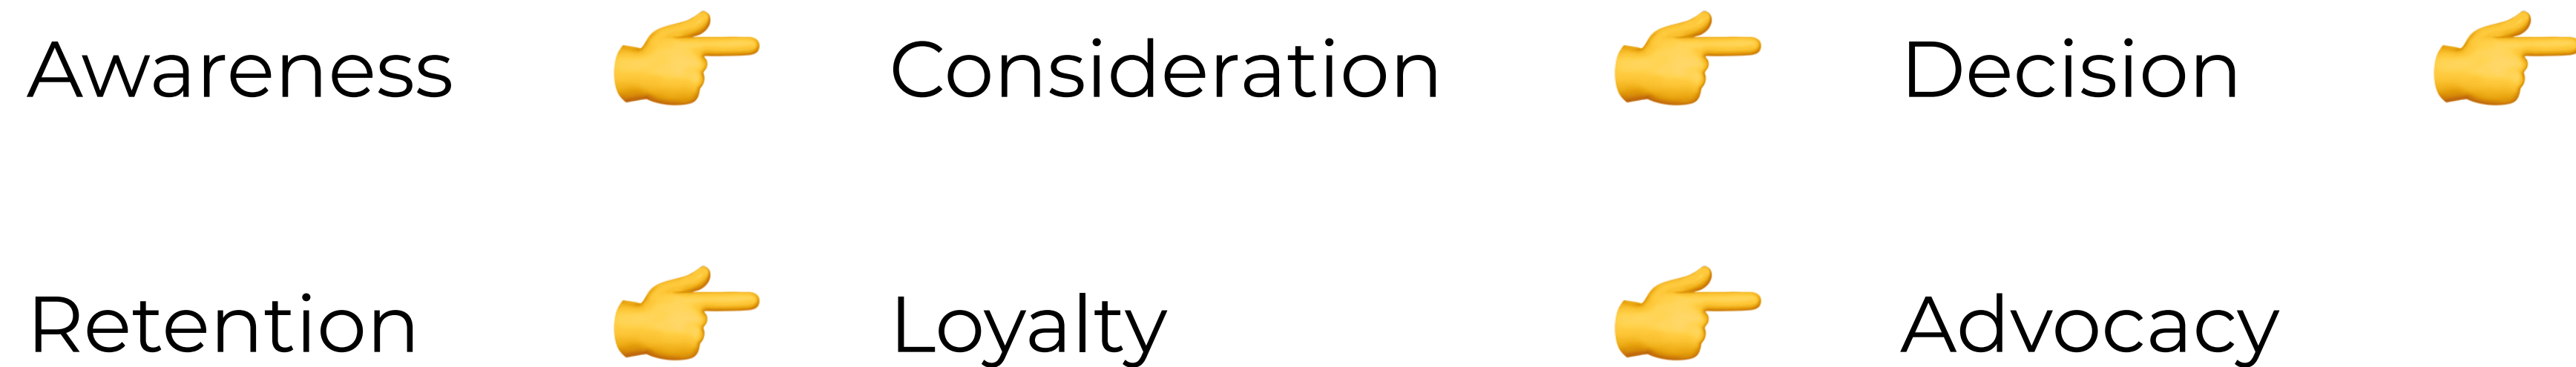 Awareness 👉 Consideration 👉 Decision 👉
Retention 👉 Loyalty 👉 Advocacy